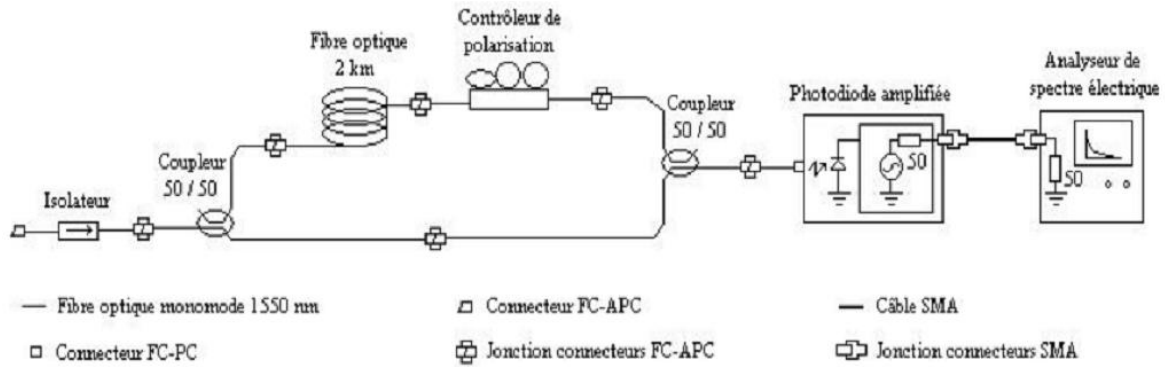 Contrôleur de
polarisation
Fibre optique
2 km
Coupleur
50 / 50
Photodiode amplifiée
Analyseur de
spectre électrique
Coupleur
50 / 50
Isolateur
50
50
Fibre optique monomode 1550 nm
Connecteur FC-APC
Câble SMA
Connecteur FC-PC
Jonction connecteurs FC-APC
Jonction connecteurs SMA